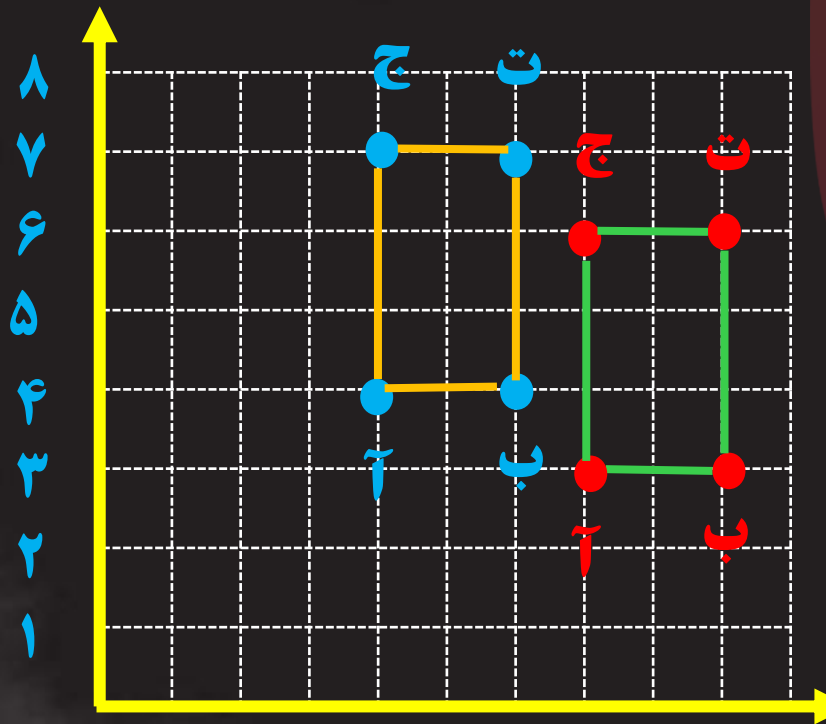 ۸
۷
۶
۵
۴
۳
۲
۱
ج ت
ج ت
آ ب
آ ب